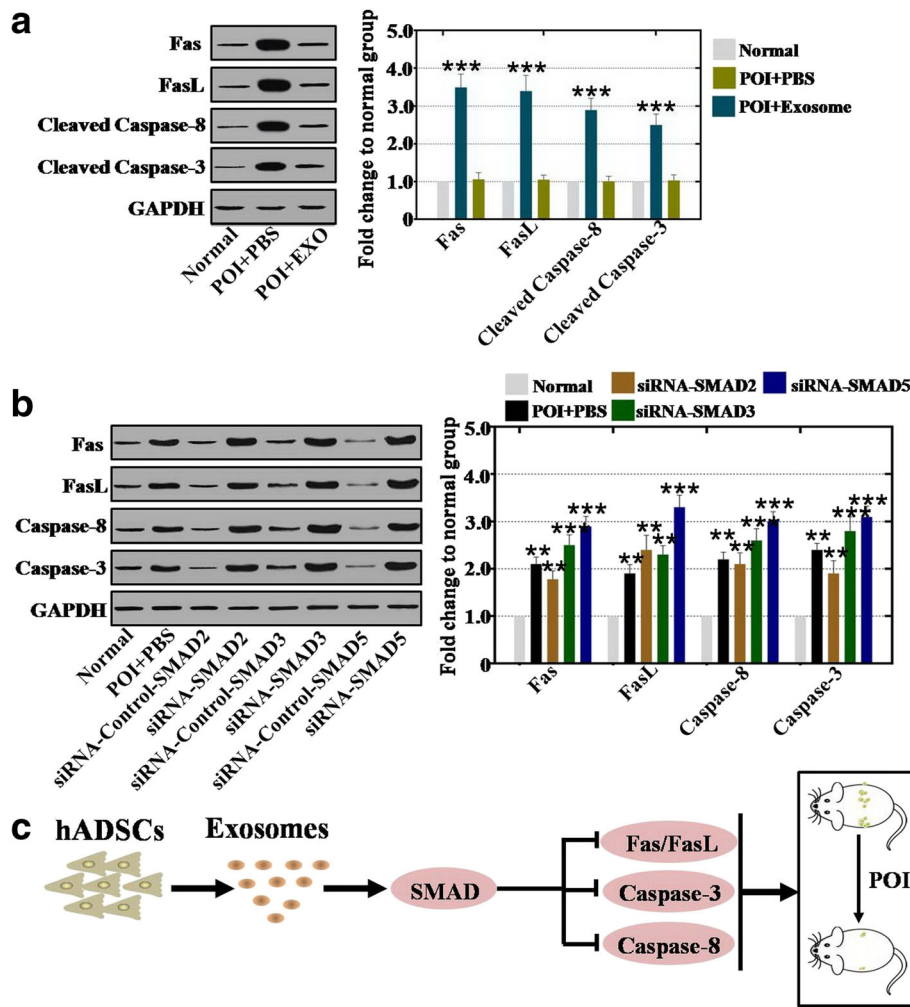 a
Fas
FasL
Cleaved Caspase-8
Cleaved Caspase-3
GAPDH
Normal
POI+PBS
POI+EXO
Fold change to normal group
5.0
4.0
3.0
2.0
1.0
0
***
***
***
***
Fas
FasL
Cleaved Caspase-8
Cleaved Caspase-3
Normal
POI+PBS
POI+Exosome
b
Fas
FasL
Caspase-8
Caspase-3
GAPDH
Normal
POI+PBS
siRNA-Control-SMAD2
siRNA-SMAD2
siRNA-Control-SMAD3
siRNA-SMAD3
siRNA-Control-SMAD5
siRNA-SMAD5
Normal
siRNA-SMAD2
siRNA-SMAD5
POI+PBS
siRNA-SMAD3
Fold change to normal group
5.0
4.0
3.0
2.0
1.0
0
**
**
***
***
**
**
**
***
**
**
**
***
**
**
***
***
Fas
FasL
Caspase-8
Caspase-3
c
hADSCs
Exosomes
SMAD
Fas/FasL
Caspase-3
Caspase-8
POI